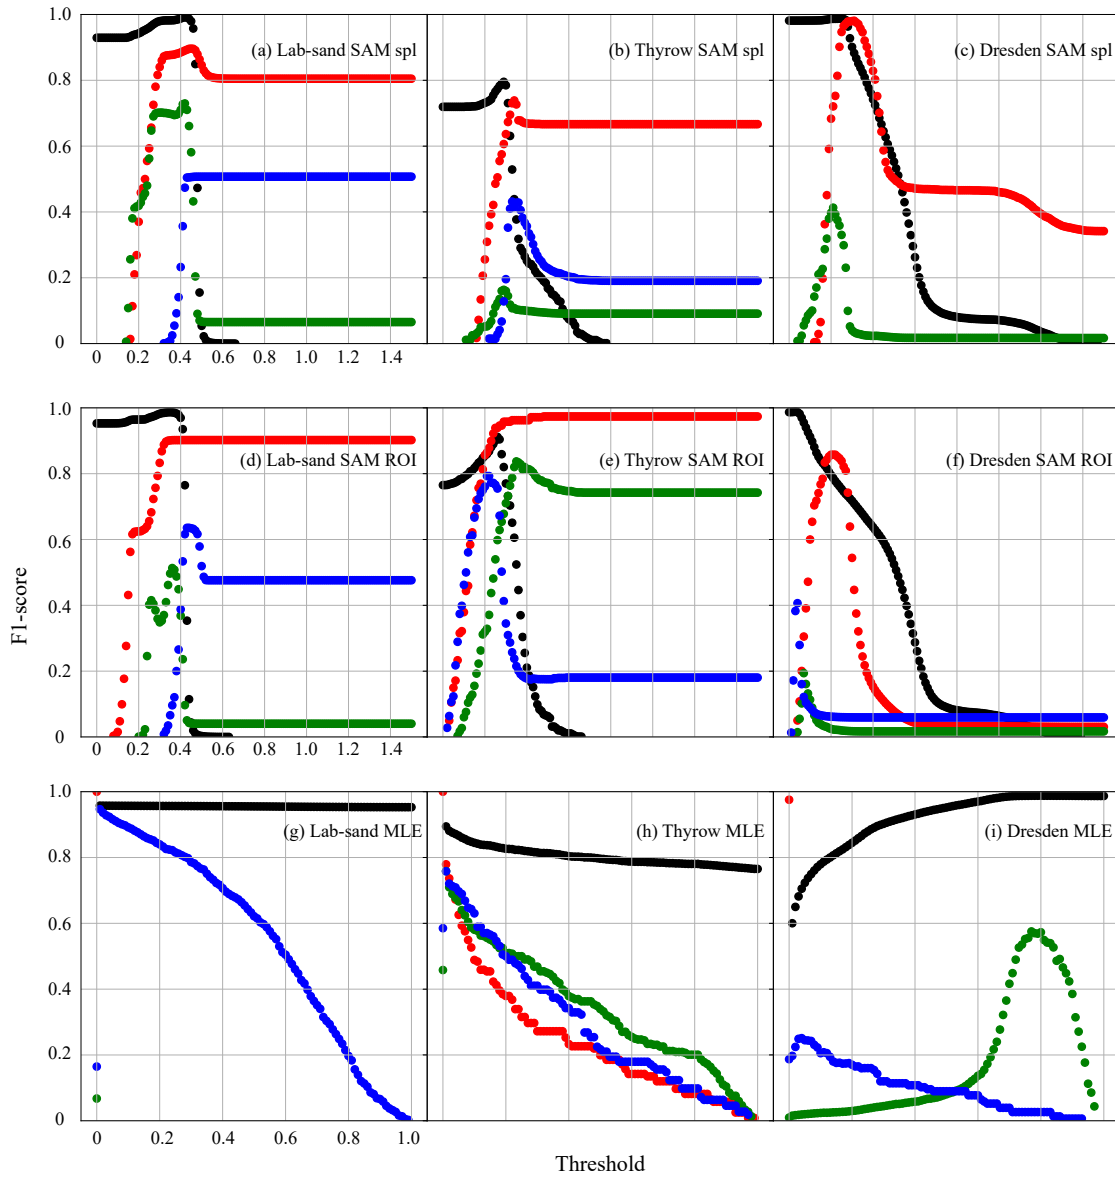 1.0
(a) Lab-sand SAM spl
(b) Thyrow SAM spl
(c) Dresden SAM spl
0.8
0.6
0.4
0.2
0
0 0.2 0.4 0.6 0.8 1.0 1.2 1.4
1.0
(d) Lab-sand SAM ROI
(e) Thyrow SAM ROI
(f) Dresden SAM ROI
0.8
0.6
0.4
0.2
0
0 0.2 0.4 0.6 0.8 1.0 1.2 1.4
F1-score
1.0
(g) Lab-sand MLE
(h) Thyrow MLE
(i) Dresden MLE
0.8
0.6
0.4
0.2
0
0 0.2 0.4 0.6 0.8 1.0
Threshold